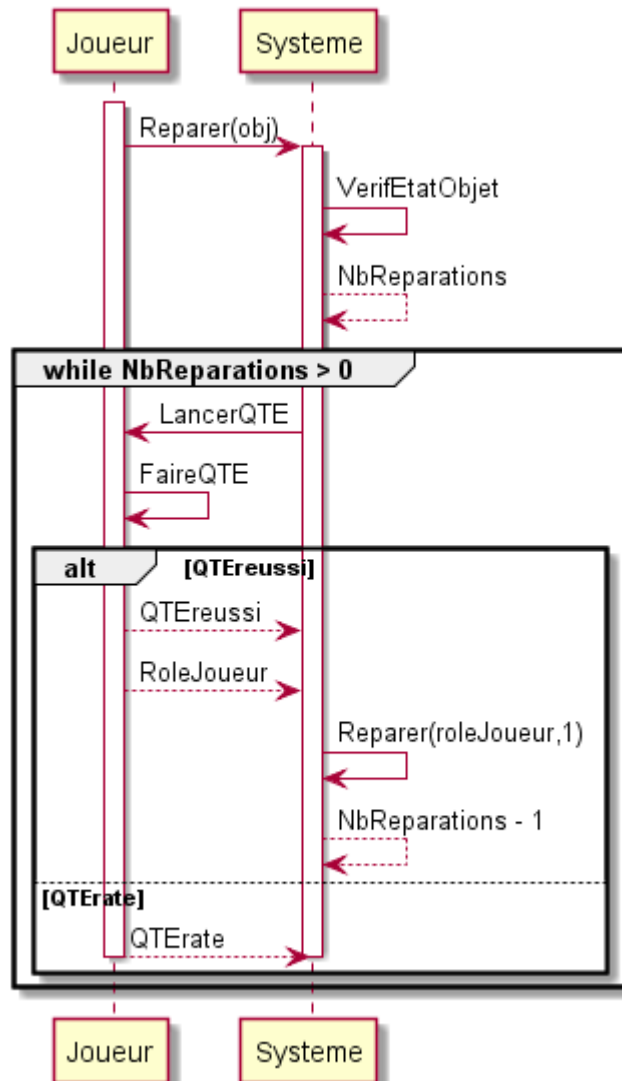 Joueur
Systeme
Reparer(obj)
VerifEtatObjet
NbReparations
while NbReparations > 0
LancerQTE
FaireQTE
alt
[QTEreussi]
QTEreussi
RoleJoueur
Reparer(roleJoueur,1)
NbReparations - 1
[QTErate]
QTErate
Joueur
Systeme